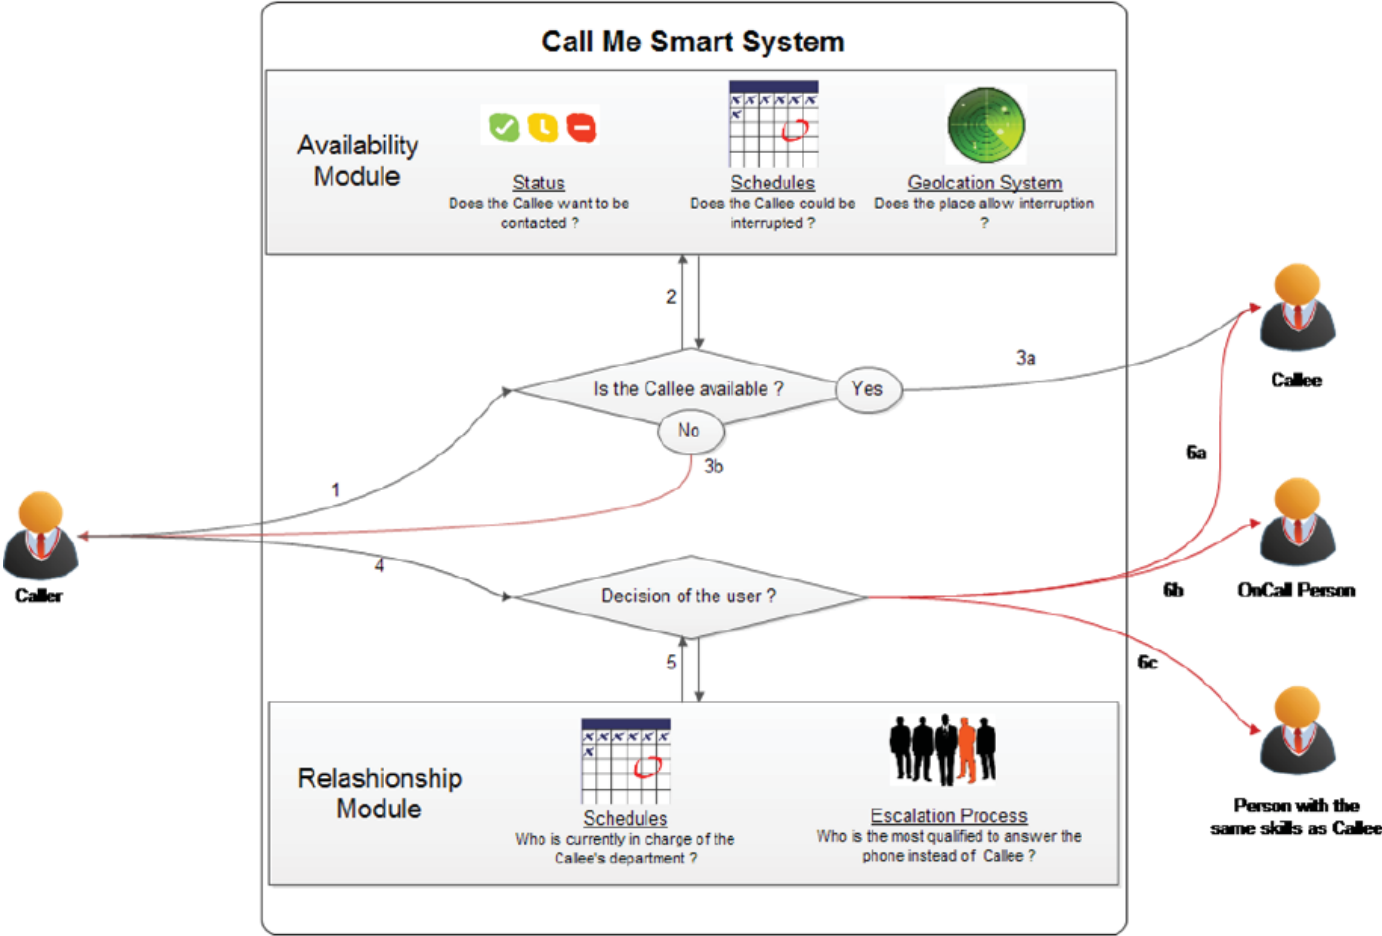 Call Me Smart System
Availability
Module
Status
Does the Callee want to be
contacted ?
Schedules
Does the Callee could be
interrupted ?
Geolcation System
Does the place allow interruption
?
2
Is the Callee available ?
Yes
No
3a
3b
Callee
1
6a
Caller
4
Decision of the user ?
6b
OnCall Person
5
6c
Relashionship
Module
Schedules
Who is currently in charge of the
Callee's department ?
Escalation Process
Who is the most qualified to answer the
phone instead of Callee ?
Person with the
same skills as Callee